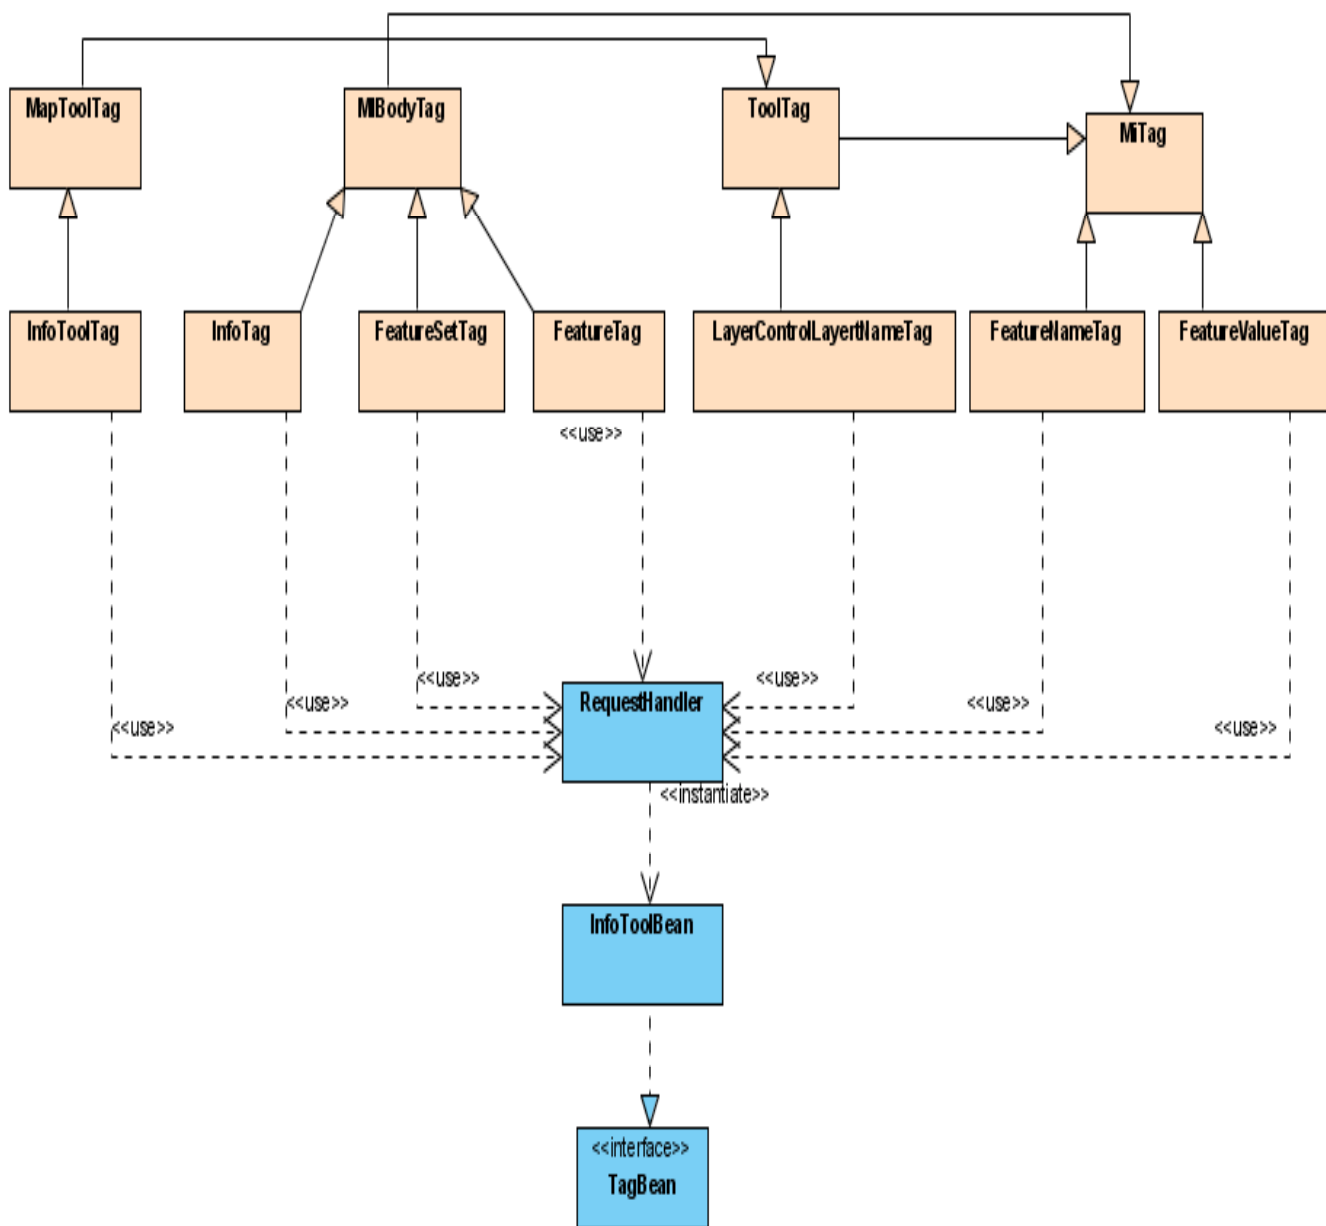 MapToolTag
MIBodyTag
ToolTag
MiTag
InfoToolTag
InfoTag
FeatureSetTag
FeatureTag
LayerControlLayertNameTag
FeatureNameTag
FeatureValueTag
<<use>>
<<use>>
<<use>>
<<use>>
<<use>>
<<use>>
<<use>>
RequestHandler
<<instantiate>>
InfoToolBean
<<interface>>
TagBean